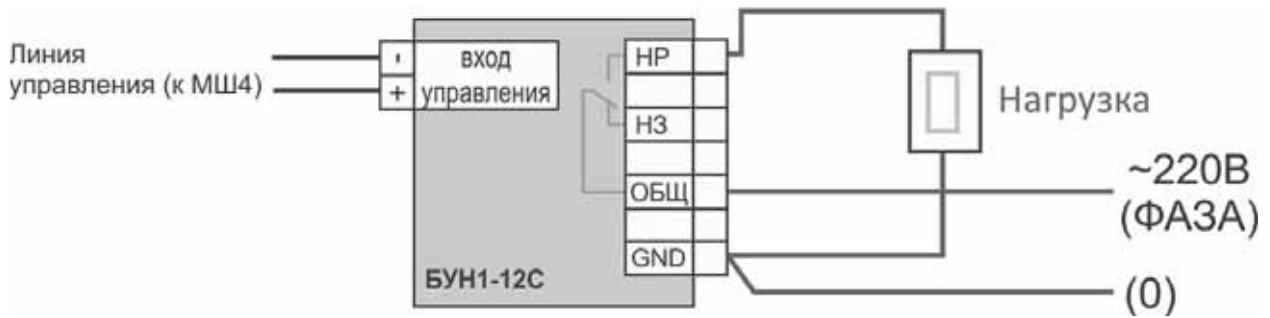 Линия
управления (к МШ4)
-
+
вход
управления
НР
НЗ
ОБЩ
GND
БУН1-12С
Нагрузка
~220В
(ФАЗА)
(0)